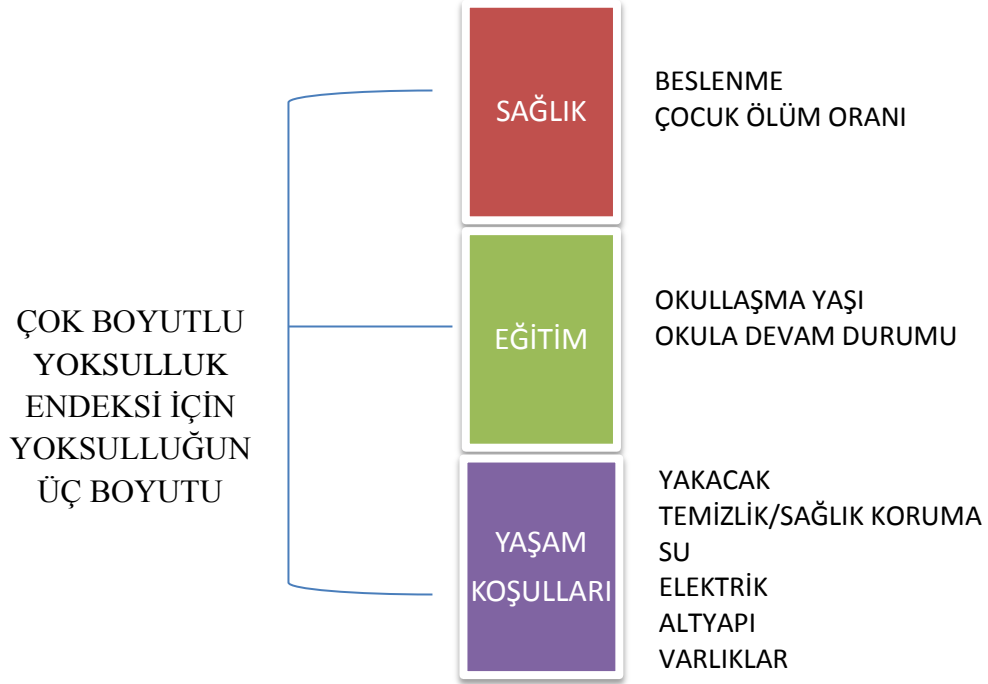 ÇOK BOYUTLU
YOKSULLUK
ENDEKSİ İÇİN
YOKSULLUĞUN
ÜÇ BOYUTU
SAĞLIK
BESLENME
ÇOCUK ÖLÜM ORANI
EĞİTİM
OKULLAŞMA YAŞI
OKULA DEVAM DURUMU
YAŞAM
KOŞULLARI
YAKACAK
TEMİZLİK/SAĞLIK KORUMA
SU
ELEKTRİK
ALTYAPI
VARLIKLAR